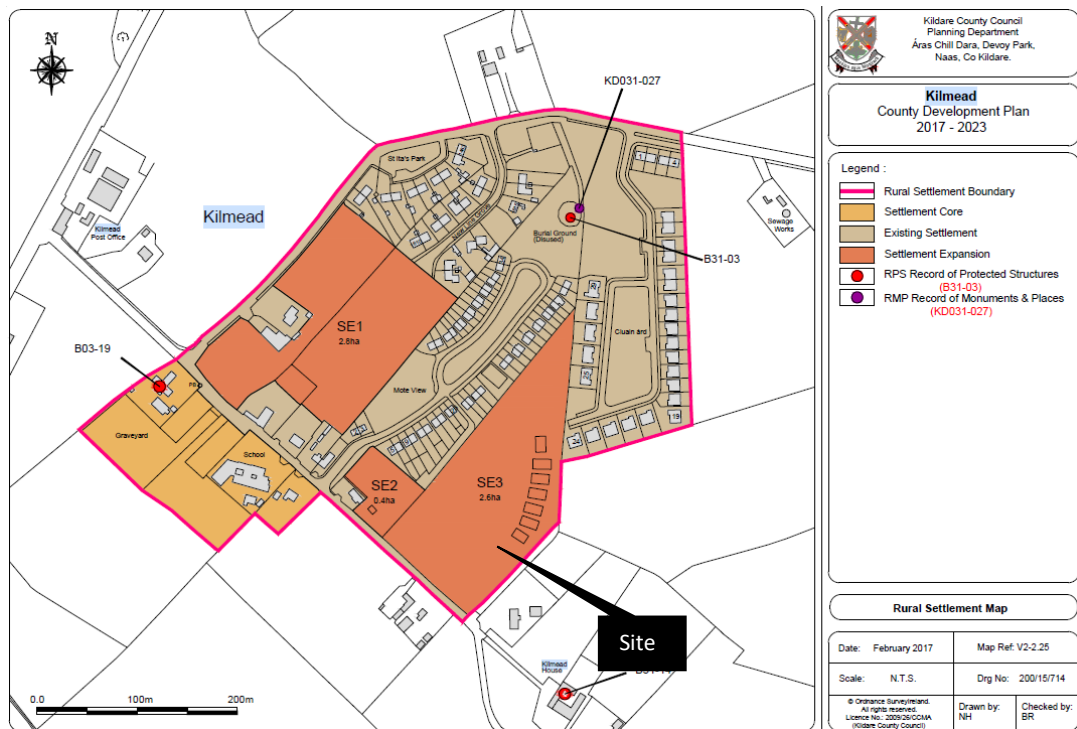 N
KD031-027
St Ita's Park
Kilmead
Kilmead
Post Office
Burial Ground
(Disused)
Sewage
Works
B31-03
SE1
2.8ha
Cluain ard
B03-19
Mote View
Graveyard
School
SE2
0.4ha
SE3
2.6ha
19
24
Site
Kilmead
House
0.0
100m
200m
Kildare County Council
Planning Department
Áras Chill Dara, Devoy Park,
Naas, Co Kildare.
Kilmead
County Development Plan
2017 - 2023
Legend :
Rural Settlement Boundary
Settlement Core
Existing Settlement
Settlement Expansion
RPS Record of Protected Structures
(B31-03)
RMP Record of Monuments & Places
(KD031-027)
Rural Settlement Map
Date: February 2017
Map Ref: V2-2.25
Scale: N.T.S.
Drg No: 200/15/714
© Ordnance SurveyIreland.
All rights reserved.
Licence No.: 2009/26/CCMA
(Kildare County Council)
Drawn by:
NH
Checked by:
BR